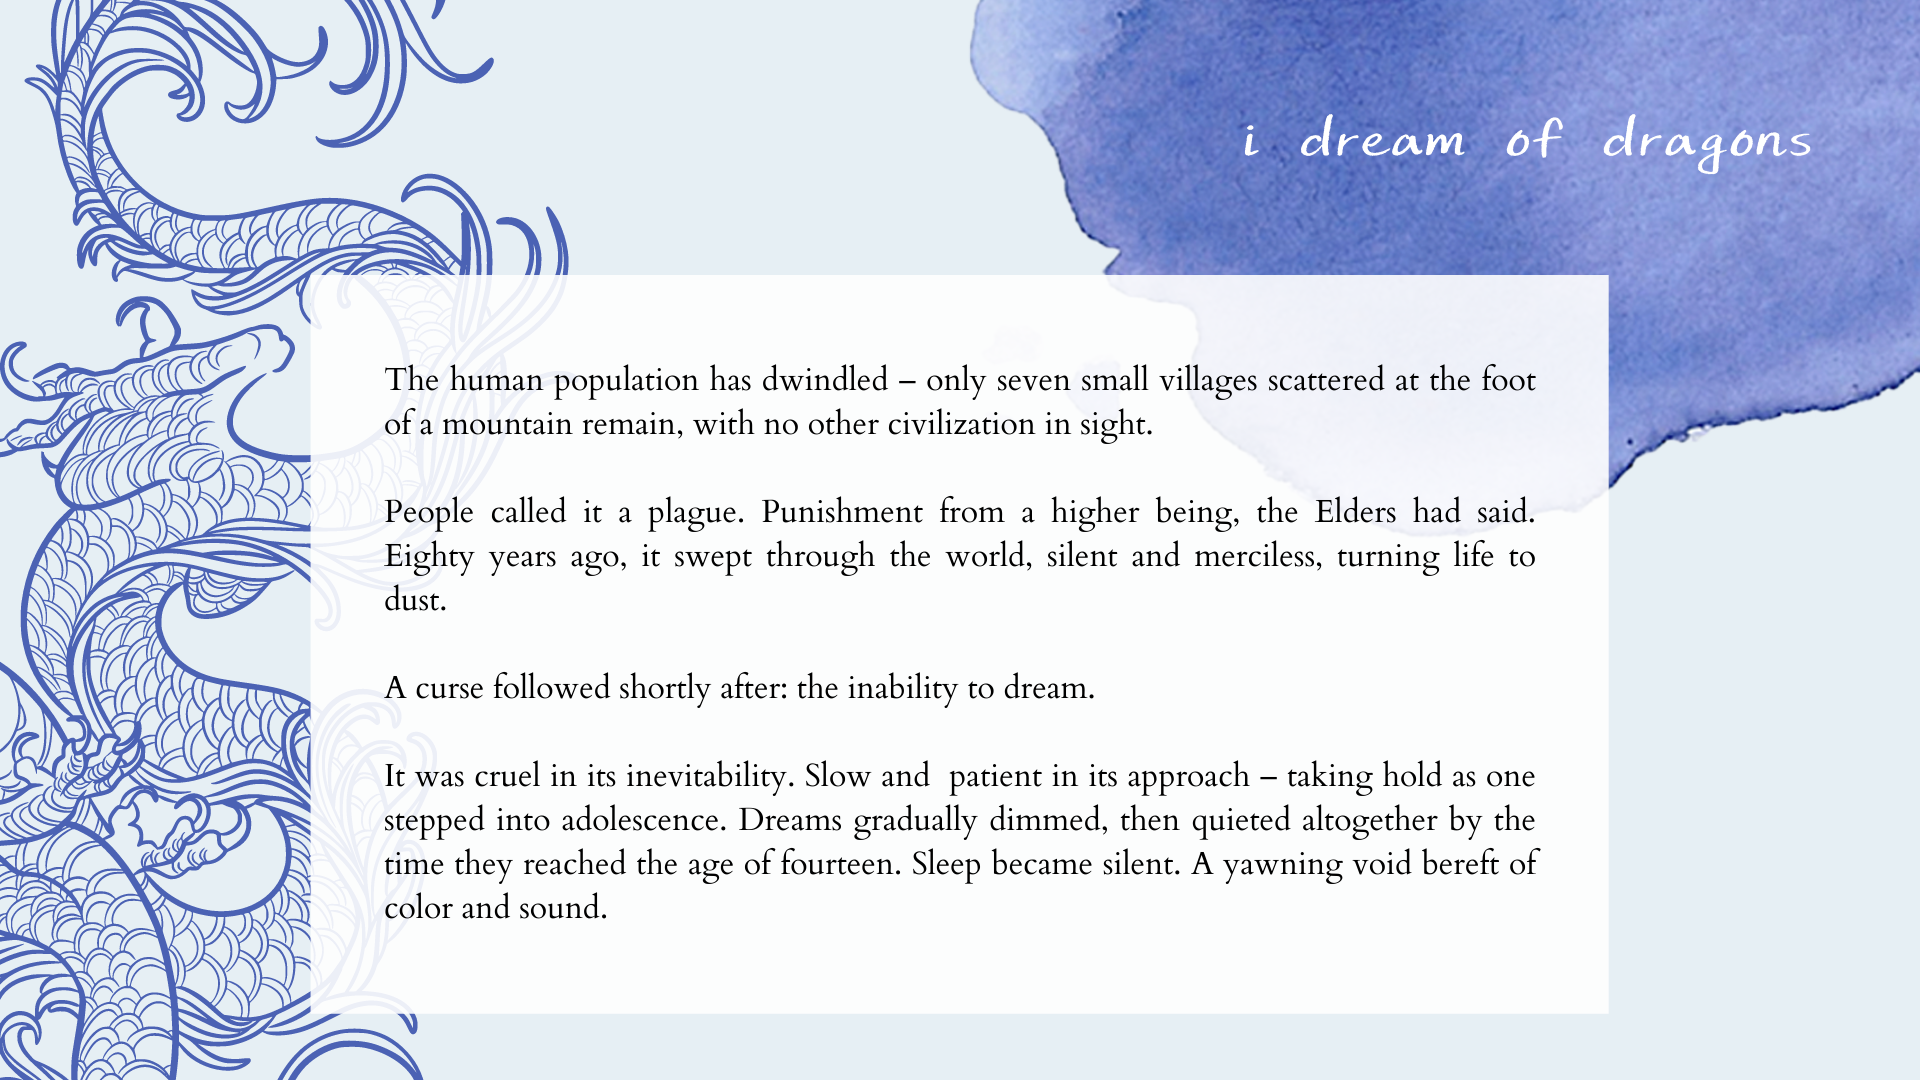 i dream of dragons
The human population has dwindled – only seven small villages scattered at the foot
of a mountain remain, with no other civilization in sight.
People called it a plague. Punishment from a higher being, the Elders had said.
Eighty years ago, it swept through the world, silent and merciless, turning life to
dust.
A curse followed shortly after: the inability to dream.
It was cruel in its inevitability. Slow and  patient in its approach – taking hold as one
stepped into adolescence. Dreams gradually dimmed, then quieted altogether by the
time they reached the age of fourteen. Sleep became silent. A yawning void bereft of
color and sound.